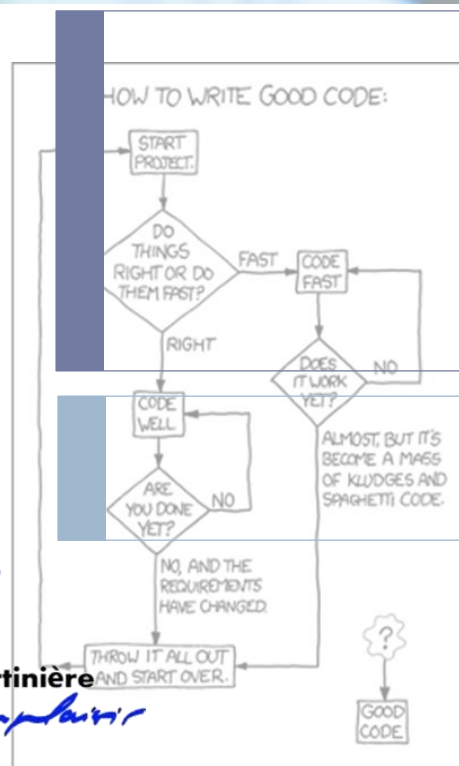 HOW TO WRITE GOOD CODE:
START
PROJECT.
DO
THINGS
RIGHT OR DO
THEM FAST?
FAST
CODE
FAST
RIGHT
DOES
IT WORK
YET?
NO
CODE
WELL
ALMOST, BUT IT'S
BECOME A MASS
OF KLUDGES AND
SPAGHETTI CODE.
ARE
YOU DONE
YET?
NO
NO, AND THE
REQUIREMENTS
HAVE CHANGED.
THROW IT ALL OUT
AND START OVER.
?
GOOD
CODE
tinière